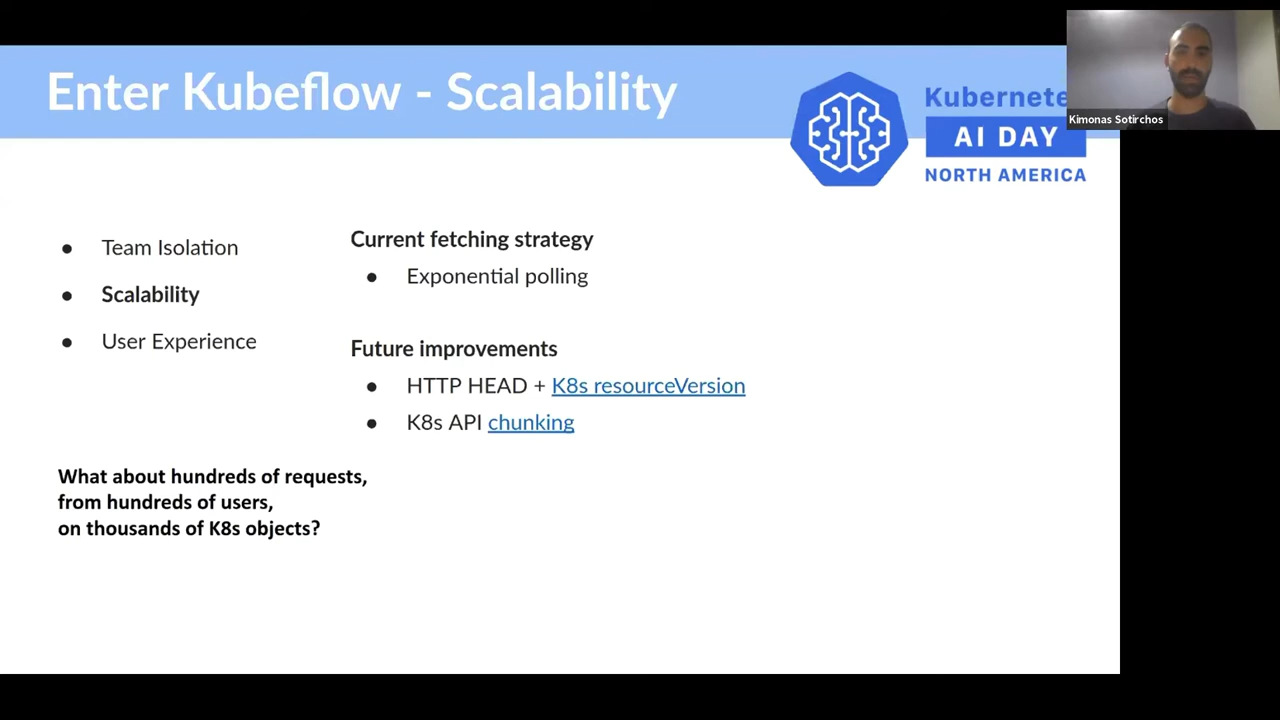 Enter Kubeflow - Scalability
Kubernete
AI DAY
NORTH AMERICA
Kimonas Sotirchos
Team Isolation
Scalability
User Experience
Current fetching strategy
Exponential polling
Future improvements
HTTP HEAD + K8s resourceVersion
K8s API chunking
What about hundreds of requests,
from hundreds of users,
on thousands of K8s objects?